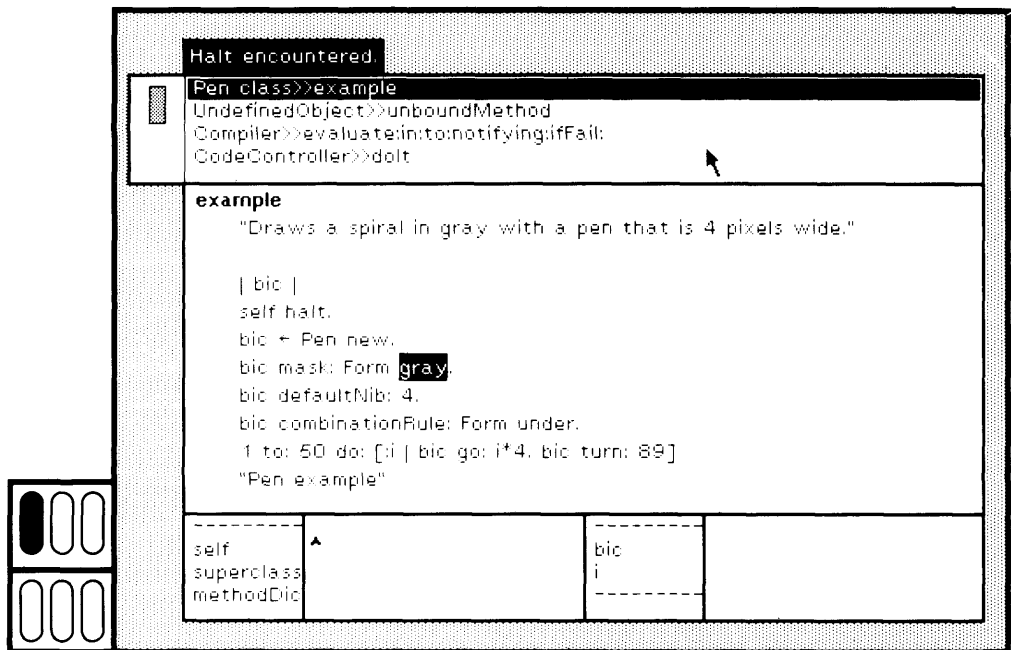 Halt encountered.
Pen class>>example
UndefinedObject>>unboundMethod
Compiler>>evaluate:in:to:notifying:ifFail:
CodeController>>doIt
example
"Draws a spiral in gray with a pen that is 4 pixels wide."
| bic |
self halt.
bic ← Pen new.
bic mask: Form gray.
bic defaultNib: 4.
bic combinationRule: Form under.
1 to: 50 do: [:i | bic go: i*4. bic turn: 89]
"Pen example"
self
superclass
methodDic
bic
i